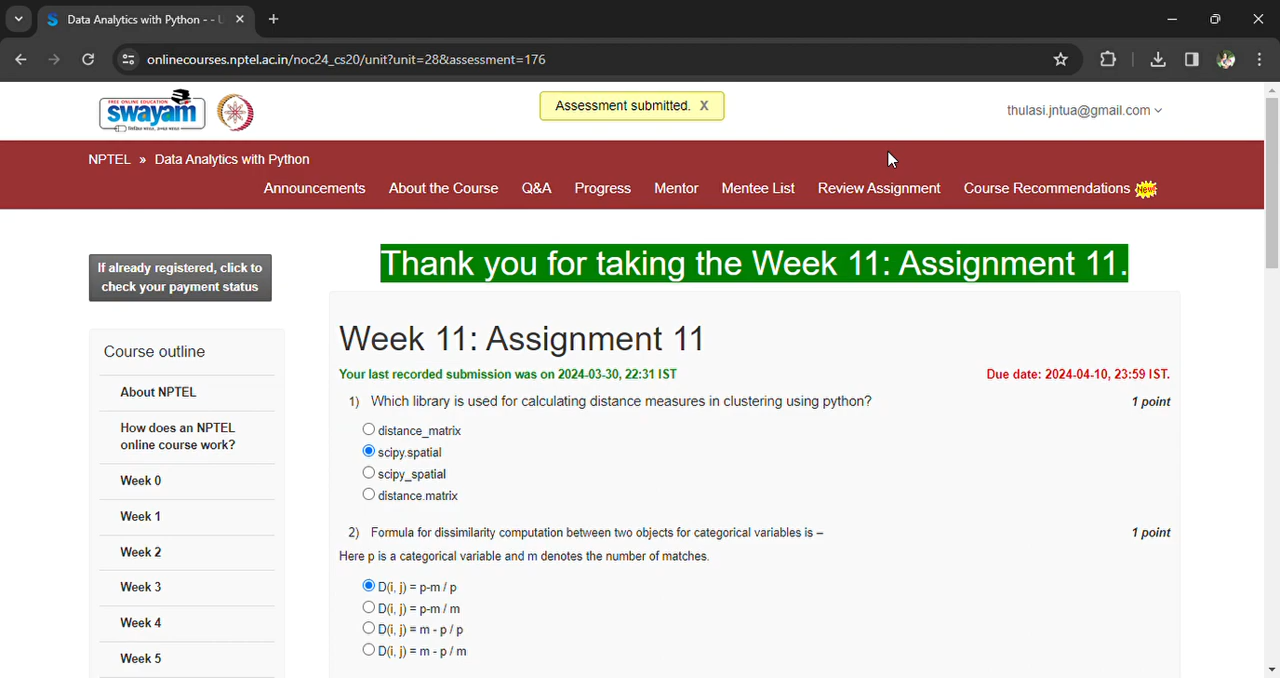 Data Analytics with Python - - U
onlinecourses.nptel.ac.in/noc24_cs20/unit?unit=28&assessment=176
FREE ONLINE EDUCATION
swayam
Assessment submitted. X
thulasi.jntua@gmail.com
NPTEL » Data Analytics with Python
Announcements About the Course Q&A Progress Mentor Mentee List Review Assignment Course Recommendations New!
If already registered, click to
check your payment status
Thank you for taking the Week 11: Assignment 11.
Course outline
About NPTEL
How does an NPTEL
online course work?
Week 0
Week 1
Week 2
Week 3
Week 4
Week 5
Week 11: Assignment 11
Your last recorded submission was on 2024-03-30, 22:31 IST
Due date: 2024-04-10, 23:59 IST.
1) Which library is used for calculating distance measures in clustering using python? 1 point
distance_matrix
scipy.spatial
scipy_spatial
distance.matrix
2) Formula for dissimilarity computation between two objects for categorical variables is – 1 point
Here p is a categorical variable and m denotes the number of matches.
D(i, j) = p-m / p
D(i, j) = p-m / m
D(i, j) = m - p / p
D(i, j) = m - p / m